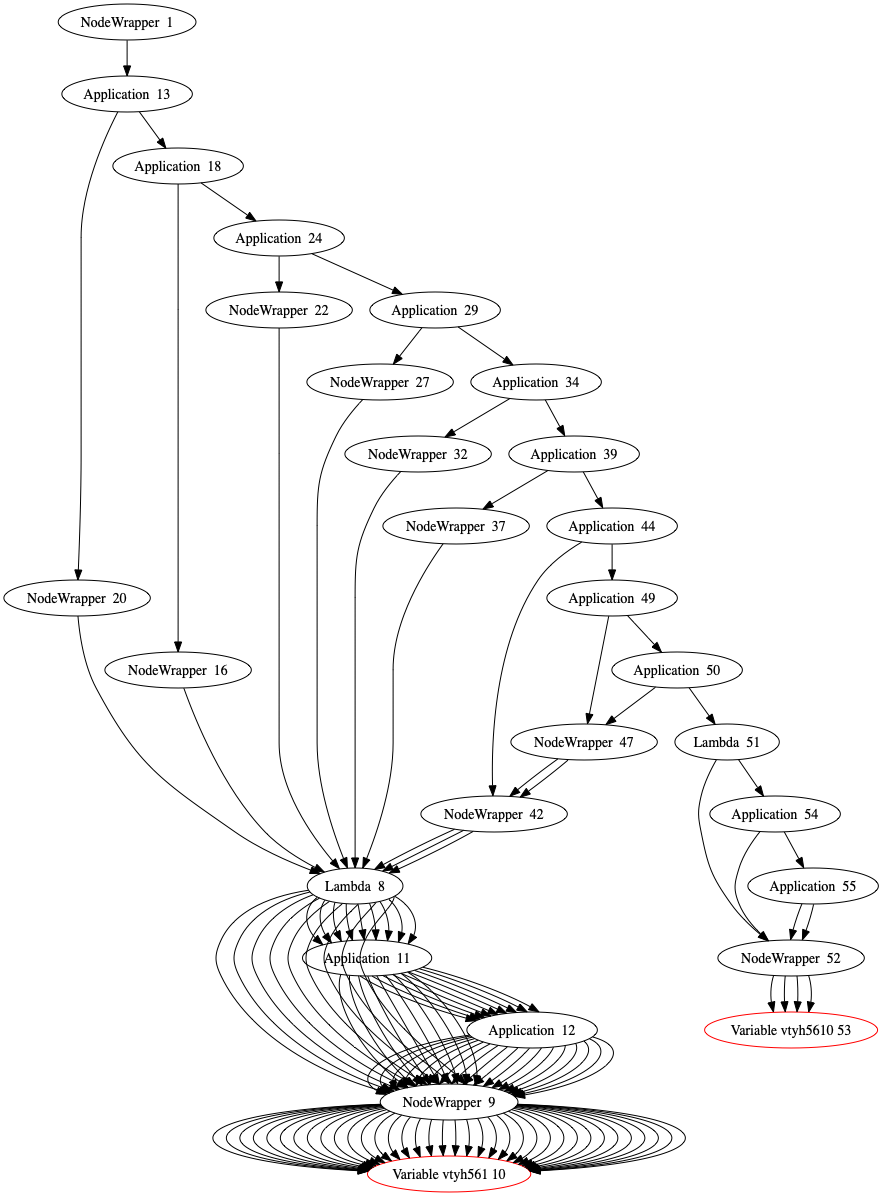 NodeWrapper 1
Application 13
Application 18
Application 24
NodeWrapper 22
Application 29
NodeWrapper 27
Application 34
NodeWrapper 32
Application 39
NodeWrapper 37
Application 44
NodeWrapper 20
Application 49
NodeWrapper 16
Application 50
NodeWrapper 47
Lambda 51
NodeWrapper 42
Application 54
Lambda 8
Application 55
Application 11
NodeWrapper 52
Application 12
Variable vtyh5610 53
NodeWrapper 9
Variable vtyh561 10